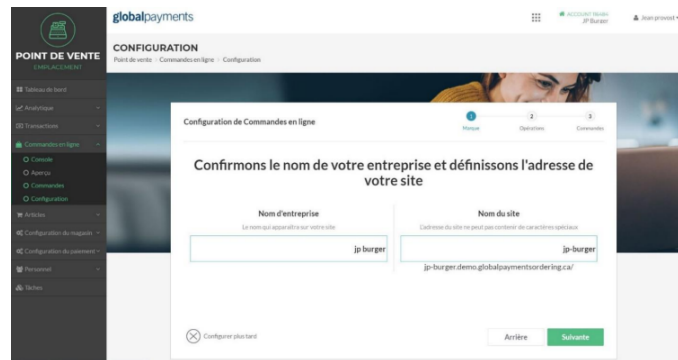 globalpayments
ACCOUNT Model
JP Burger
Jean provost
POINT DE VENTE
EMPLACEMENT
CONFIGURATION
Point de vente > Commandes en ligne > Configuration
Tableau de bord
Analytique
Transactions
Commandes en ligne
Console
Aperçu
Commandes
Configuration
Articles
Configuration du magasin
Configuration du paiement
Personnel
Tâches
Configuration de Commandes en ligne
1
2
3
Marque
Opérations
Commandes
Confirmons le nom de votre entreprise et définissons l'adresse de
votre site
Nom d'entreprise
Le nom qui apparaîtra sur votre site
jp burger
Nom du site
L'adresse du site ne peut pas contenir de caractères spéciaux
jp-burger
jp-burger.demo.globalpaymentsordering.ca/
Configurer plus tard
Arrière
Suivante